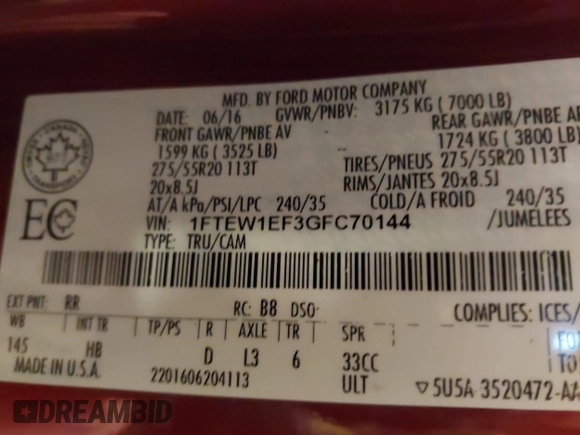 MFD. BY FORD MOTOR COMPANY
DATE: 06/16 GVWR/PNBV: 3175 KG ( 7000 LB)
FRONT GAWR/PNBE AV REAR GAWR/PNBE AR
1599 KG ( 3525 LB) 1724 KG ( 3800 LB)
275/55R20 113T TIRES/PNEUS 275/55R20 113T
20x8.5J RIMS/JANTES 20x8.5J
AT/A kPa/PSI/LPC 240/35 COLD/A FROID 240/35
VIN: 1FTEW1EF3GFC70144 /JUMELEES
TYPE: TRU/CAM
EC
EXT PNT: RR RC: B8 DSO: COMPLIES: ICES/
WB INT TR TP/PS R AXLE TR SPR
145 HB D L3 6 33CC
MADE IN U.S.A. ULT
2201606204113
5U5A 3520472-AA
DREAMBID